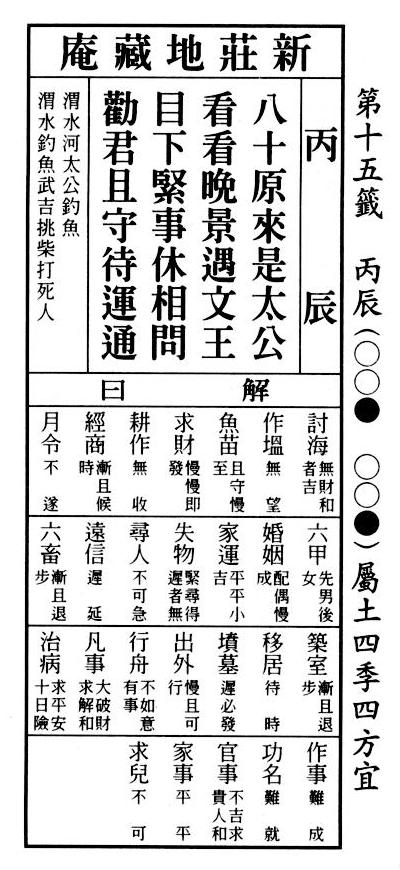 第十五籤 丙辰(○○● ○○●)屬土四季四方宜
新莊地藏庵
丙辰
八十原來是太公
看看晚景遇文王
目下緊事休相問
勸君且守待運通
渭水河太公釣魚
渭水釣魚武吉挑柴打死人
解曰
討海 無財和者吉
作塭 無望
魚苗 且守慢至
求財 慢慢即發
耕作 無收
經商 漸且候時
月令 不遂
六甲 先男後女
婚姻 配偶慢成
家運 平平小吉
失物 緊尋得遲者無
尋人 不可急
遠信 遲延
六畜 漸且退步
築室 漸且退步
移居 待時
墳墓 遲必發
出外 慢且可行
行舟 不如意有事
凡事 大破財求解和
治病 求平安十日險
作事 難成
功名 難就
官事 不吉求貴人和
家事 平平
求兒 不可